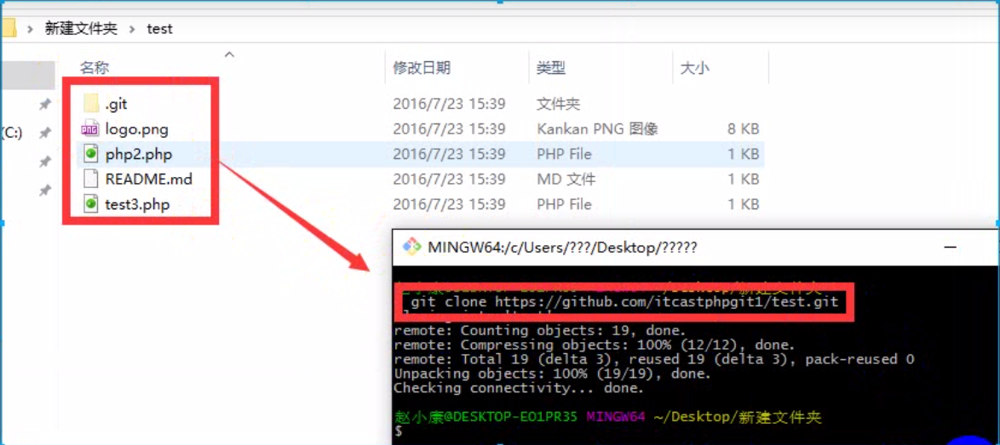 新建文件夹 › test
名称 修改日期 类型 大小
.git 2016/7/23 15:39 文件夹
(C:) logo.png 2016/7/23 15:39 Kankan PNG 图像 8 KB
php2.php 2016/7/23 15:39 PHP File 1 KB
README.md 2016/7/23 15:39 MD 文件 1 KB
test3.php 2016/7/23 15:39 PHP File 1 KB
MINGW64:/c/Users/???/Desktop/?????
git clone https://github.com/itcastphpgit1/test.git
remote: Counting objects: 19, done.
remote: Compressing objects: 100% (12/12), done.
remote: Total 19 (delta 3), reused 19 (delta 3), pack-reused 0
Unpacking objects: 100% (19/19), done.
Checking connectivity... done.
赵小康@DESKTOP-EO1PR35 MINGW64 ~/Desktop/新建文件夹
$